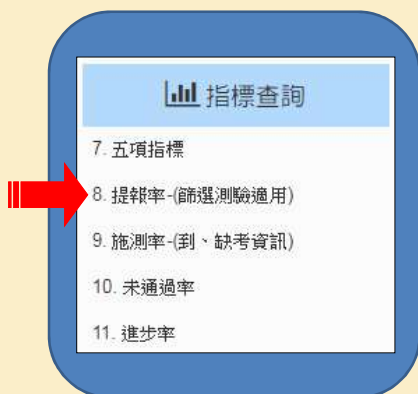 指標查詢
7. 五項指標
8. 提報率-(篩選測驗適用)
9. 施測率-(到、缺考資訊)
10. 未通過率
11. 進步率